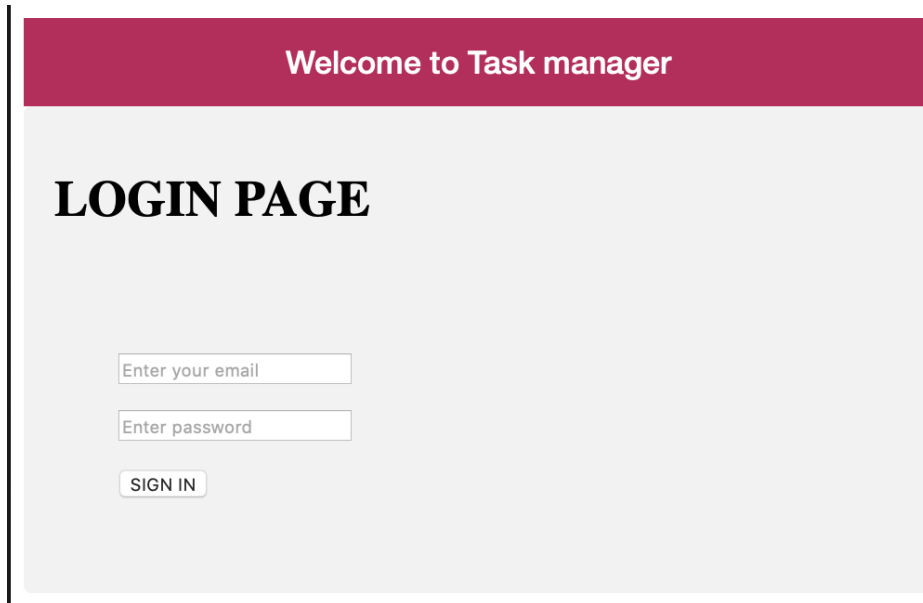 Welcome to Task manager
LOGIN PAGE
Enter your email
Enter password
SIGN IN